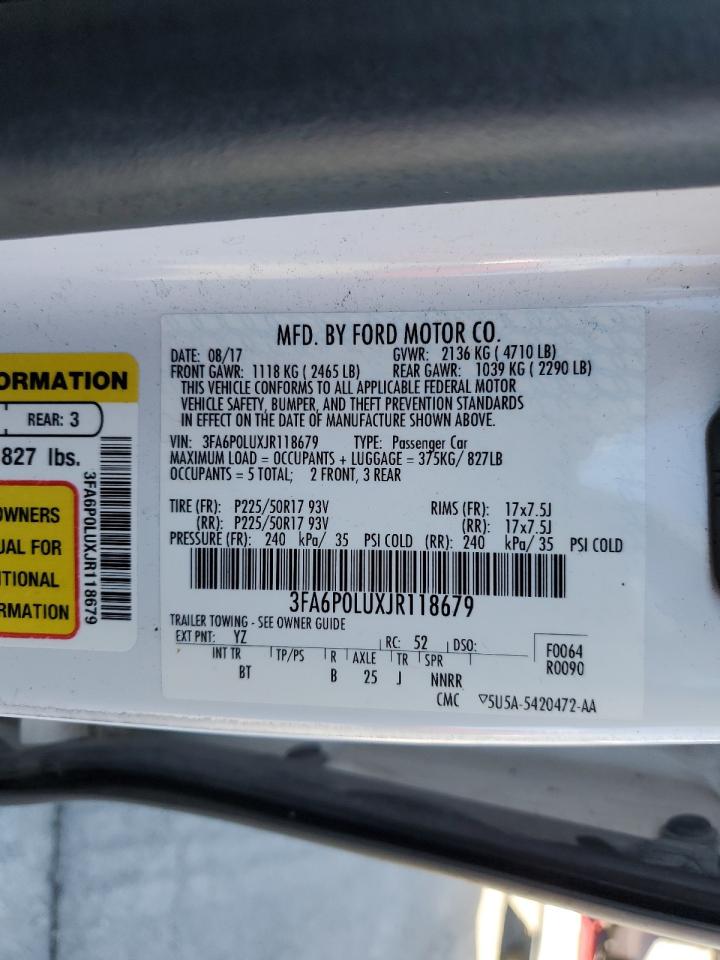 MFD. BY FORD MOTOR CO.
DATE: 08/17 GVWR: 2136 KG ( 4710 LB)
FRONT GAWR: 1118 KG ( 2465 LB) REAR GAWR: 1039 KG ( 2290 LB)
THIS VEHICLE CONFORMS TO ALL APPLICABLE FEDERAL MOTOR
VEHICLE SAFETY, BUMPER, AND THEFT PREVENTION STANDARDS
IN EFFECT ON THE DATE OF MANUFACTURE SHOWN ABOVE.
VIN: 3FA6P0LUXJR118679 TYPE: Passenger Car
MAXIMUM LOAD = OCCUPANTS + LUGGAGE = 375KG/ 827LB
OCCUPANTS = 5 TOTAL; 2 FRONT, 3 REAR
TIRE (FR): P225/50R17 93V RIMS (FR): 17x7.5J
(RR): P225/50R17 93V (RR): 17x7.5J
PRESSURE (FR): 240 kPa/ 35 PSI COLD (RR): 240 kPa/ 35 PSI COLD
3FA6P0LUXJR118679
TRAILER TOWING - SEE OWNER GUIDE
EXT PNT: YZ RC: 52 DSO: F0064
INT TR TP/PS R AXLE TR SPR R0090
BT B 25 J NNRR
CMC ▽5U5A-5420472-AA
ORMATION
REAR: 3
827 lbs.
OWNERS
UAL FOR
ITIONAL
RMATION
3FA6P0LUXJR118679